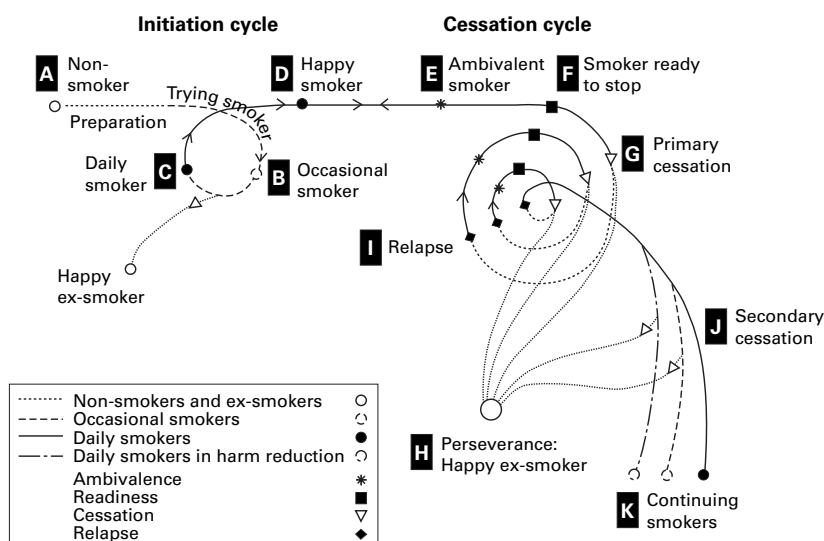 Initiation cycle
Cessation cycle
A
Non-
smoker
Preparation
Trying smoker
D
Happy
smoker
E
Ambivalent
smoker
F
Smoker ready
to stop
Daily
smoker
C
B
Occasional
smoker
G
Primary
cessation
Happy
ex-smoker
I
Relapse
J
Secondary
cessation
H
Perseverance:
Happy ex-smoker
K
Continuing
smokers
Non-smokers and ex-smokers
Occasional smokers
Daily smokers
Daily smokers in harm reduction
Ambivalence
Readiness
Cessation
Relapse